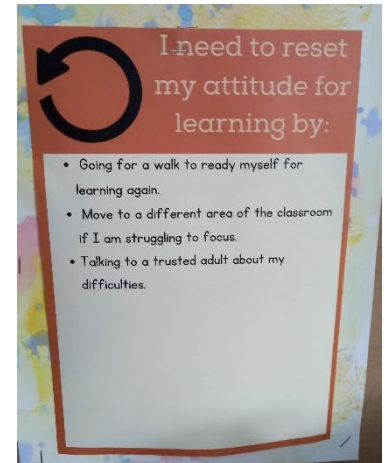 I need to reset
my attitude for
learning by:
• Going for a walk to ready myself for
learning again.
• Move to a different area of the classroom
if I am struggling to focus.
• Talking to a trusted adult about my
difficulties.